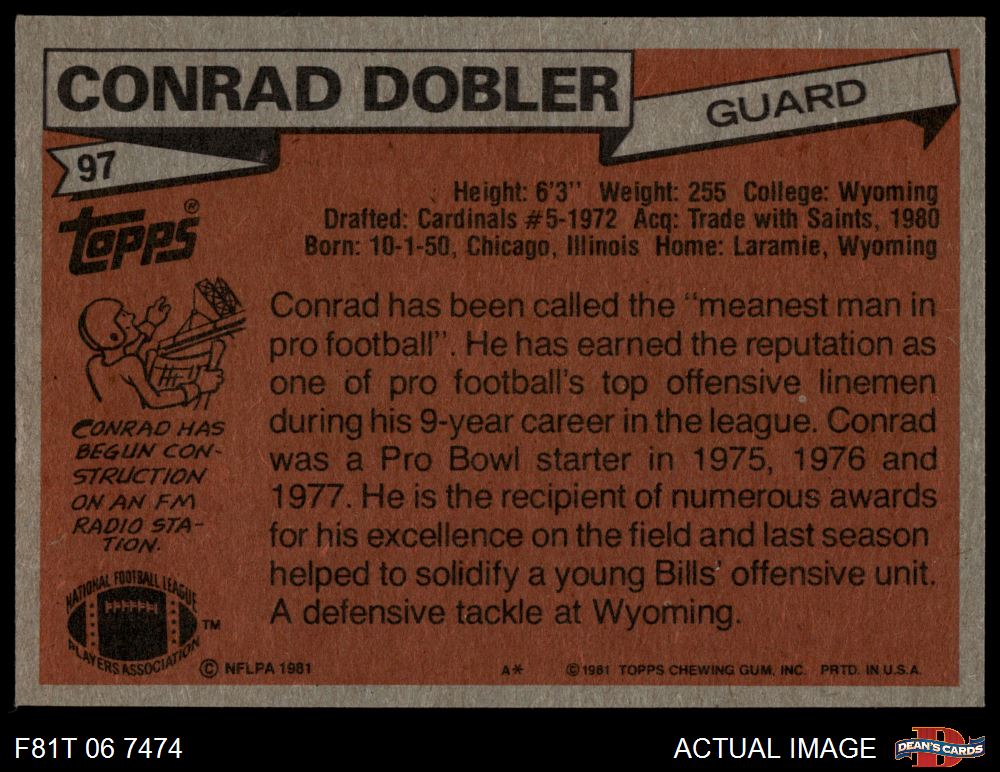 CONRAD DOBLER
GUARD
97
TOPPS®
Height: 6'3" Weight: 255 College: Wyoming
Drafted: Cardinals #5-1972 Acq: Trade with Saints, 1980
Born: 10-1-50, Chicago, Illinois Home: Laramie, Wyoming
Conrad has been called the "meanest man in
pro football". He has earned the reputation as
one of pro football's top offensive linemen
during his 9-year career in the league. Conrad
was a Pro Bowl starter in 1975, 1976 and
1977. He is the recipient of numerous awards
for his excellence on the field and last season
helped to solidify a young Bills' offensive unit.
A defensive tackle at Wyoming.
CONRAD HAS
BEGUN CON-
STRUCTION
ON AN FM
RADIO STA-
TION.
NATIONAL FOOTBALL LEAGUE
PLAYERS ASSOCIATION
TM
© NFLPA 1981
A*
© 1981 TOPPS CHEWING GUM, INC. PRTD. IN U.S.A.
F81T 06 7474
ACTUAL IMAGE
D
DEAN'S CARDS